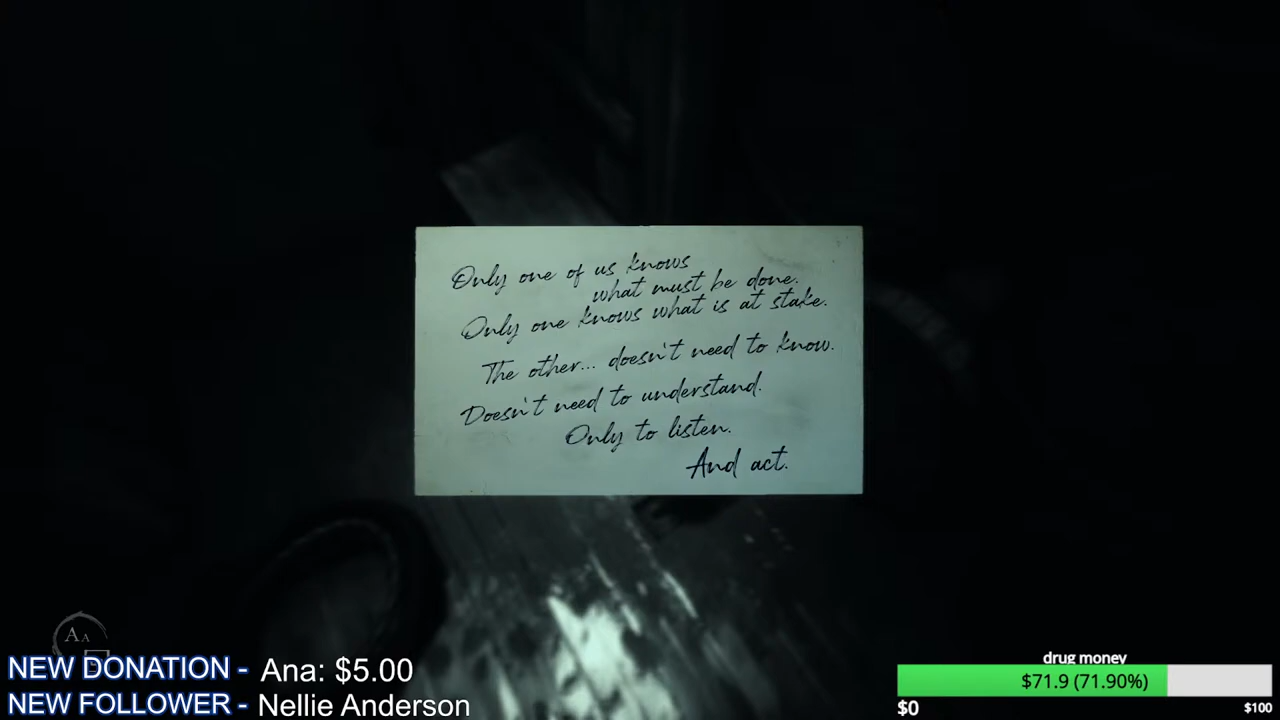 Only one of us knows
what must be done.
Only one knows what is at stake.
The other... doesn't need to know.
Doesn't need to understand.
Only to listen.
And act.
AA
NEW DONATION - Ana: $5.00
NEW FOLLOWER - Nellie Anderson
drug money
$71.9 (71.90%)
$0 $100